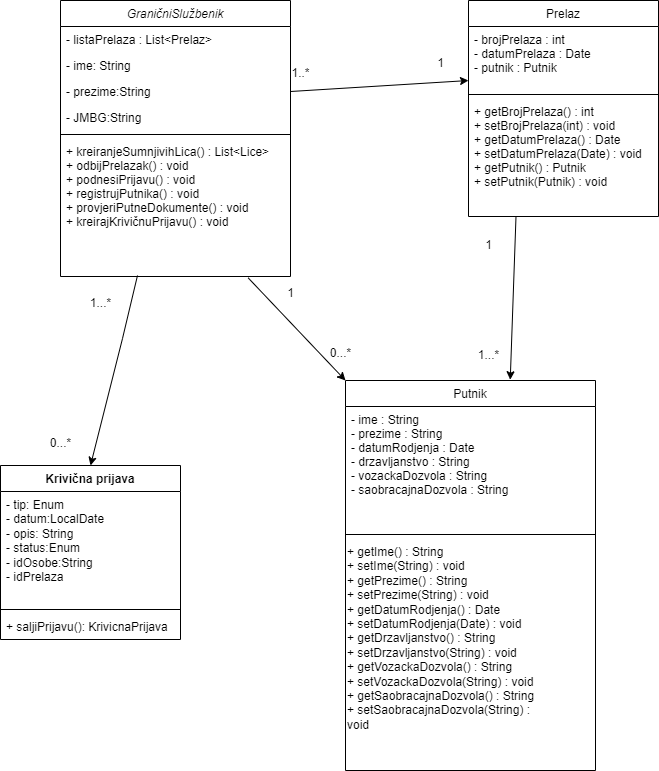 GraničniSlužbenik
- listaPrelaza : List<Prelaz>
- ime: String
- prezime:String
- JMBG:String
+ kreiranjeSumnjivihLica() : List<Lice>
+ odbijPrelazak() : void
+ podnesiPrijavu() : void
+ registrujPutnika() : void
+ provjeriPutneDokumente() : void
+ kreirajKrivičnuPrijavu() : void
1..*
1
Prelaz
- brojPrelaza : int
- datumPrelaza : Date
- putnik : Putnik
+ getBrojPrelaza() : int
+ setBrojPrelaza(int) : void
+ getDatumPrelaza() : Date
+ setDatumPrelaza(Date) : void
+ getPutnik() : Putnik
+ setPutnik(Putnik) : void
1...*
0...*
1
0...*
1
1...*
Krivična prijava
- tip: Enum
- datum:LocalDate
- opis: String
- status:Enum
- idOsobe:String
- idPrelaza
+ saljiPrijavu(): KrivicnaPrijava
Putnik
- ime : String
- prezime : String
- datumRodjenja : Date
- drzavljanstvo : String
- vozackaDozvola : String
- saobracajnaDozvola : String
+ getIme() : String
+ setIme(String) : void
+ getPrezime() : String
+ setPrezime(String) : void
+ getDatumRodjenja() : Date
+ setDatumRodjenja(Date) : void
+ getDrzavljanstvo() : String
+ setDrzavljanstvo(String) : void
+ getVozackaDozvola() : String
+ setVozackaDozvola(String) : void
+ getSaobracajnaDozvola() : String
+ setSaobracajnaDozvola(String) :
void